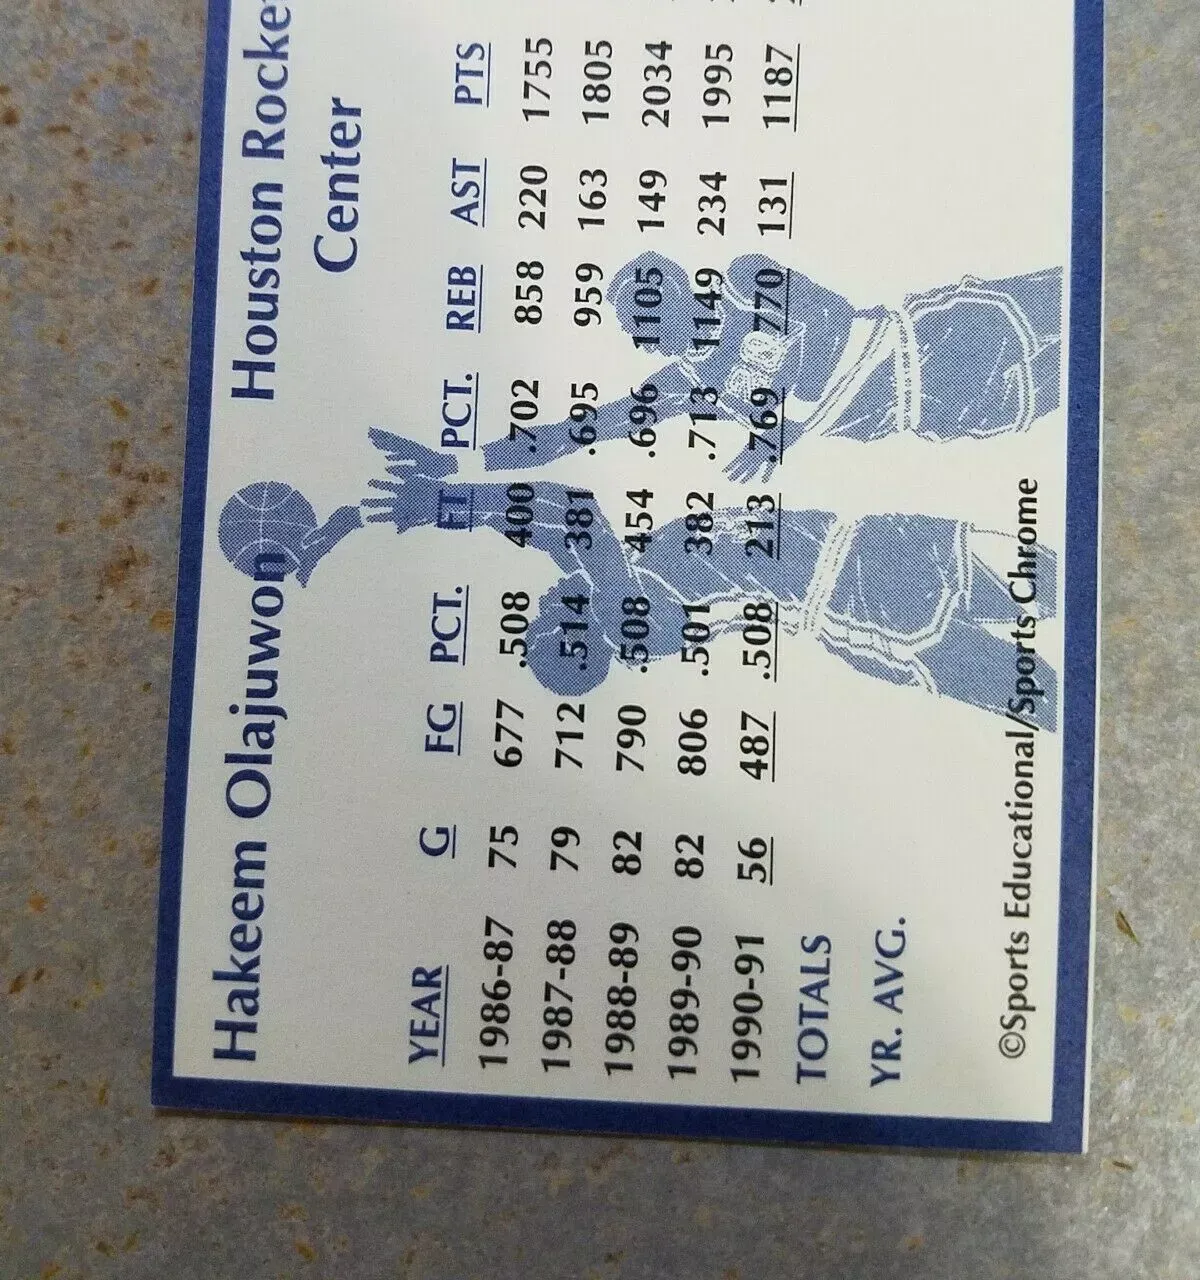 Hakeem Olajuwon Houston Rocke
Center
YEAR G FG PCT. FT PCT. REB AST PTS
1986-87 75 677 .508 400 .702 858 220 1755
1987-88 79 712 .514 381 .695 959 163 1805
1988-89 82 790 .508 454 .696 1105 149 2034
1989-90 82 806 .501 382 .713 1149 234 1995
1990-91 56 487 .508 213 .769 770 131 1187
TOTALS
YR. AVG.
©Sports Educational/Sports Chrome